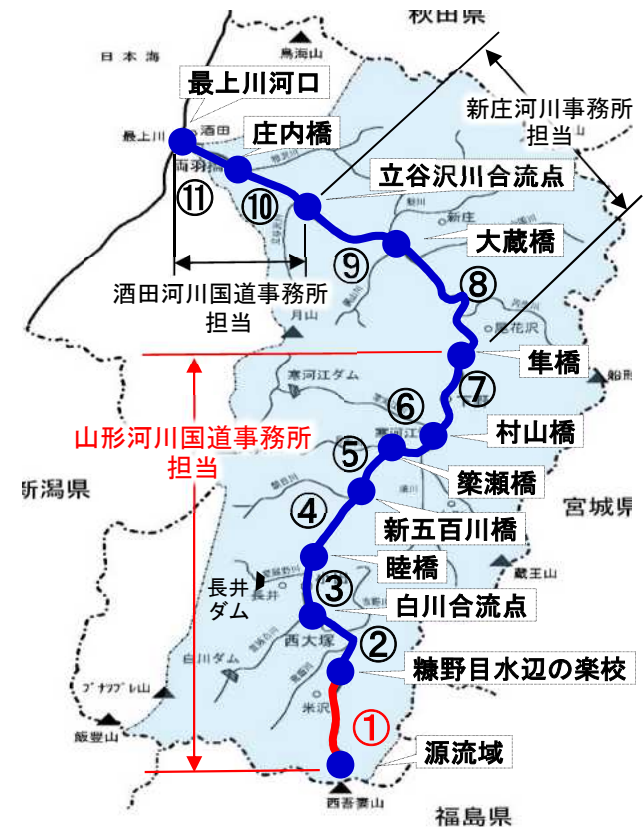 秋田県
鳥海山
日本海
最上川河口
新庄河川事務所
担当
最上川
酒田
庄内橋
両羽橋
立谷沢川合流点
⑪
⑩
新庄
大蔵橋
⑨
⑧
酒田河川国道事務所
担当
月山
尾花沢
隼橋
寒河江ダム
⑦
船形
⑥
山形河川国道事務所
担当
寒河江
村山橋
⑤
簗瀬橋
新潟県
④
宮城県
新五百川橋
睦橋
蔵王山
長井
ダム
長井
③
白川合流点
西大塚
②
白川ダム
糠野目水辺の楽校
米沢
飯豊山
①
源流域
西吾妻山
福島県